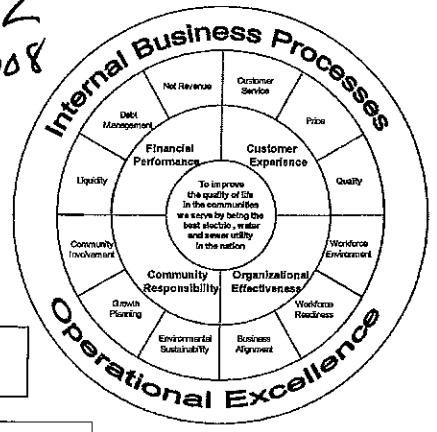 2
008
Internal Business Processes
Net Revenue
Customer
Service
Debt
Management
Price
Financial
Performance
Customer
Experience
Liquidity
Quality
To improve
the quality of life
in the communities
we serve by being the
best electric, water
and sewer utility
in the nation
Community
Involvement
Workforce
Environment
Community
Responsibility
Organizational
Effectiveness
Growth
Planning
Workforce
Readiness
Environmental
Sustainability
Business
Alignment
Operational Excellence